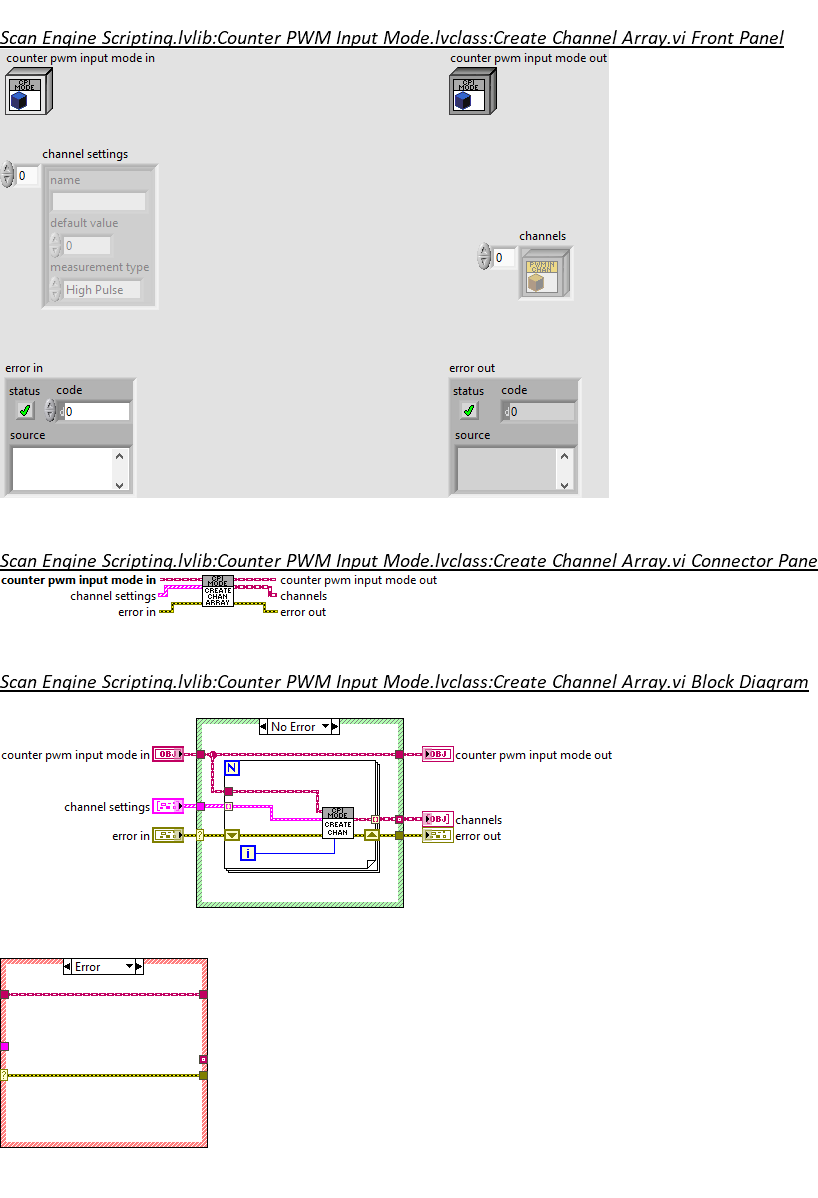 Scan Engine Scripting.lvlib:Counter PWM Input Mode.lvclass:Create Channel Array.vi Front Panel
counter pwm input mode in
counter pwm input mode out
CPI
MODE
CPI
MODE
channel settings
0
name
default value
0
measurement type
High Pulse
channels
0
PWMIN
CHAN
error in
error out
status
code
d0
source
status
code
d0
source
Scan Engine Scripting.lvlib:Counter PWM Input Mode.lvclass:Create Channel Array.vi Connector Pane
counter pwm input mode in
channel settings
error in
CPI
MODE
CREATE
CHAN
ARRAY
counter pwm input mode out
channels
error out
Scan Engine Scripting.lvlib:Counter PWM Input Mode.lvclass:Create Channel Array.vi Block Diagram
No Error
counter pwm input mode in
OBJ
OBJ
counter pwm input mode out
N
channel settings
CPI
MODE
CREATE
CHAN
OBJ
channels
error in
?
error out
i
Error
?